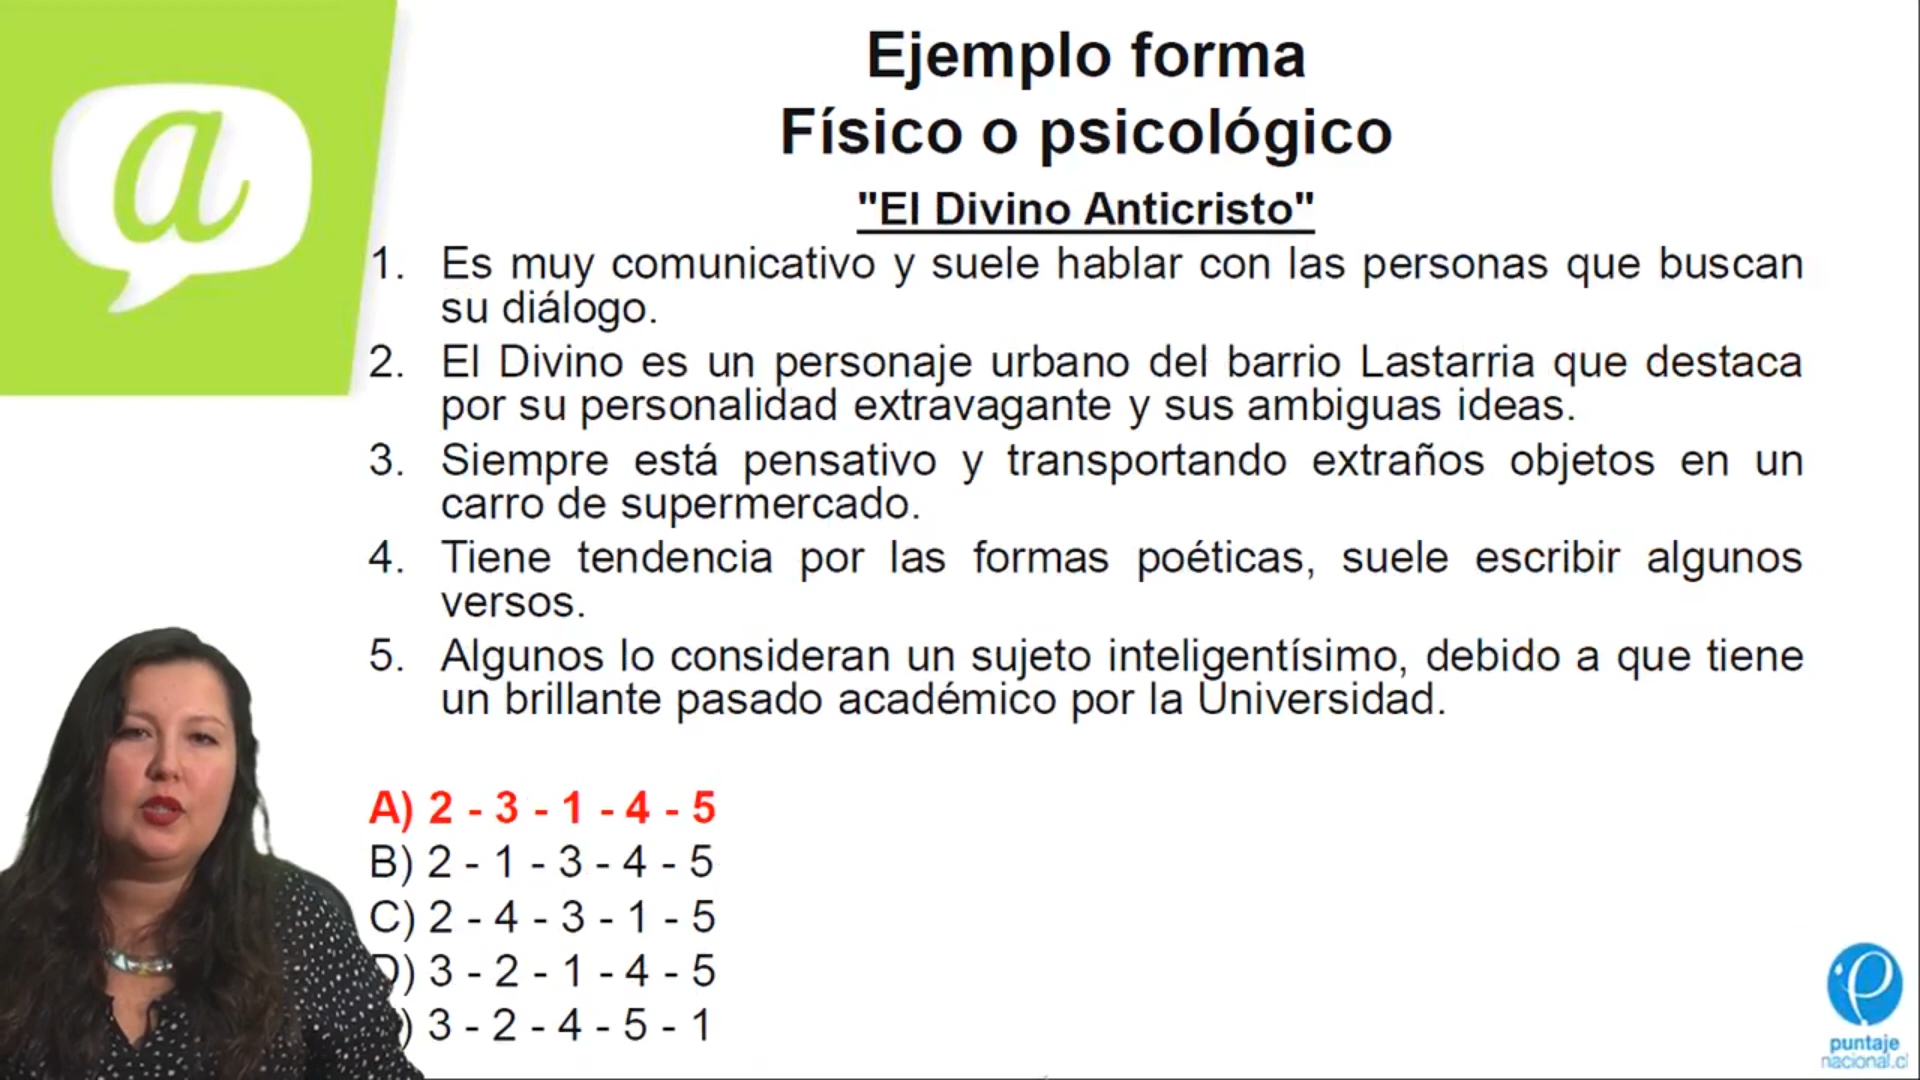 a
Ejemplo forma
Físico o psicológico
"El Divino Anticristo"
1. Es muy comunicativo y suele hablar con las personas que buscan
su diálogo.
2. El Divino es un personaje urbano del barrio Lastarria que destaca
por su personalidad extravagante y sus ambiguas ideas.
3. Siempre está pensativo y transportando extraños objetos en un
carro de supermercado.
4. Tiene tendencia por las formas poéticas, suele escribir algunos
versos.
5. Algunos lo consideran un sujeto inteligentísimo, debido a que tiene
un brillante pasado académico por la Universidad.
A) 2 - 3 - 1 - 4 - 5
B) 2 - 1 - 3 - 4 - 5
C) 2 - 4 - 3 - 1 - 5
D) 3 - 2 - 1 - 4 - 5
) 3 - 2 - 4 - 5 - 1
puntaje
nacional.cl